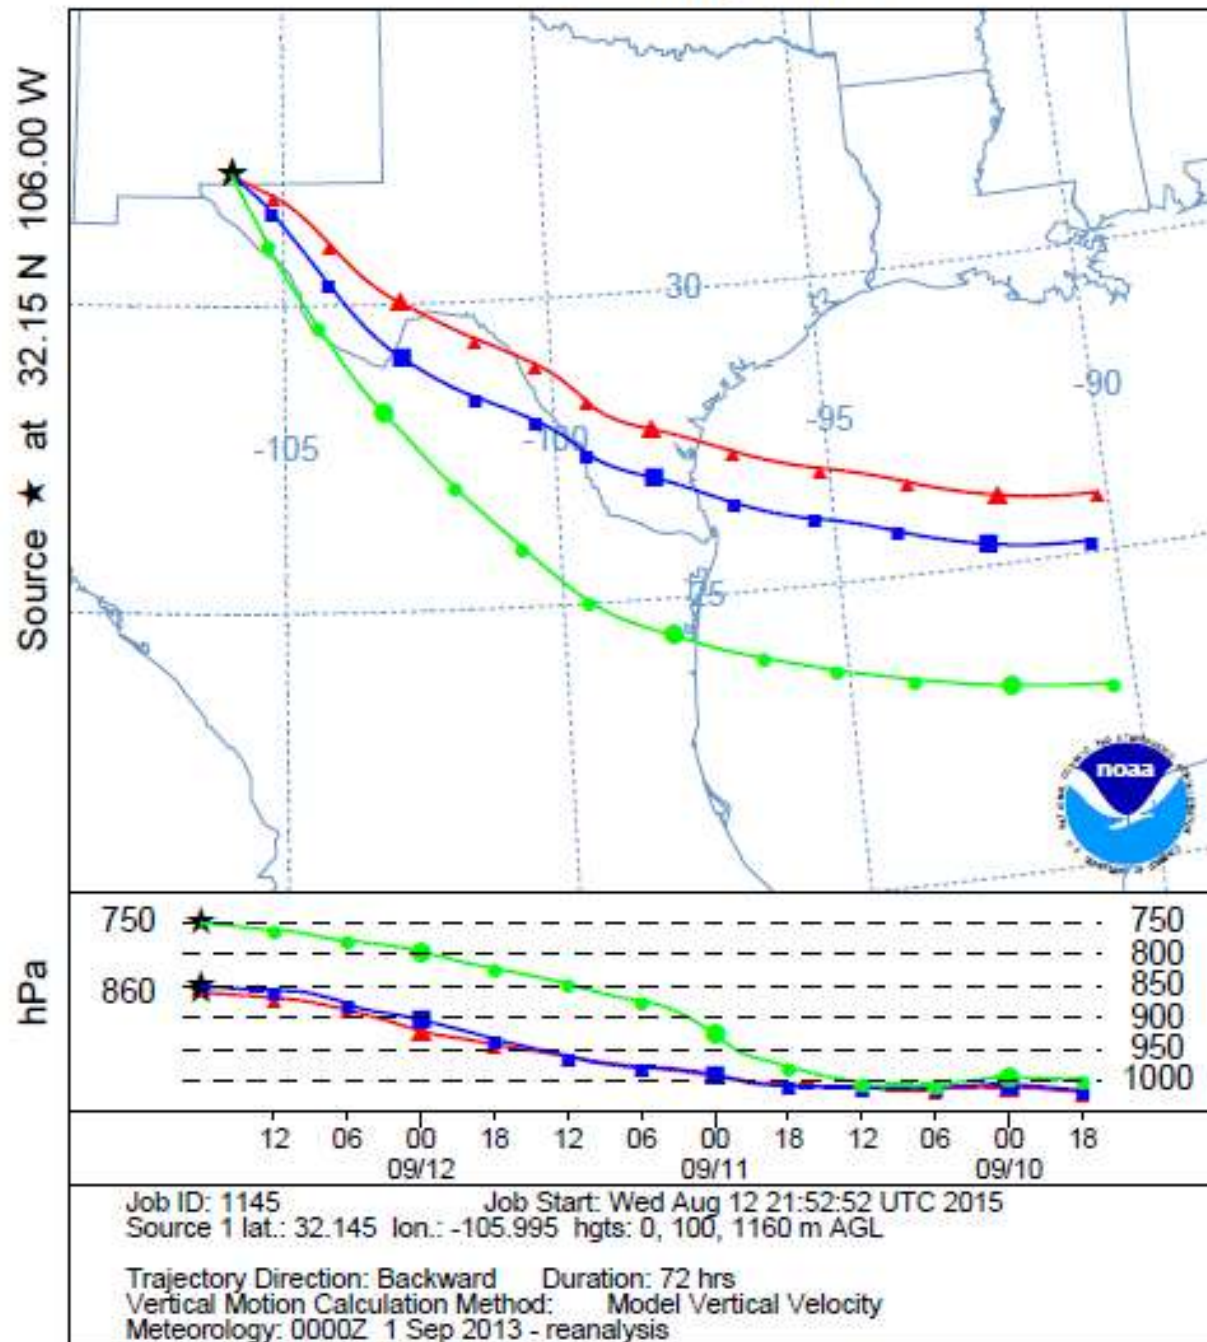 Source ★ at 32.15 N 106.00 W
30
-90
-95
-100
-105
25
noaa
hPa
750 750
800
850
860
900
950
1000
12 06 00 18 12 06 00 18 12 06 00 18
09/12 09/11 09/10
Job ID: 1145 Job Start: Wed Aug 12 21:52:52 UTC 2015
Source 1 lat.: 32.145 lon.: -105.995 hgts: 0, 100, 1160 m AGL
Trajectory Direction: Backward Duration: 72 hrs
Vertical Motion Calculation Method: Model Vertical Velocity
Meteorology: 0000Z 1 Sep 2013 - reanalysis